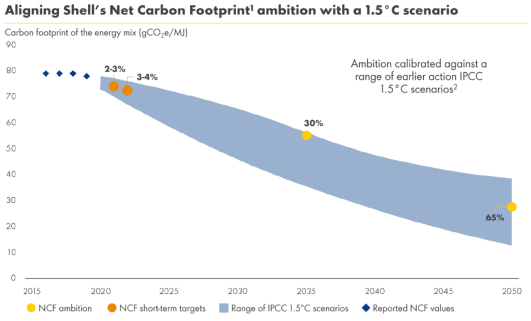 Aligning Shell's Net Carbon Footprint¹ ambition with a 1.5°C scenario
Carbon footprint of the energy mix (gCO₂e/MJ)
90
80
70
60
50
40
30
20
10
0
2-3%
3-4%
30%
65%
Ambition calibrated against a
range of earlier action IPCC
1.5°C scenarios²
2015 2020 2025 2030 2035 2040 2045 2050
NCF ambition NCF short-term targets Range of IPCC 1.5°C scenarios Reported NCF values